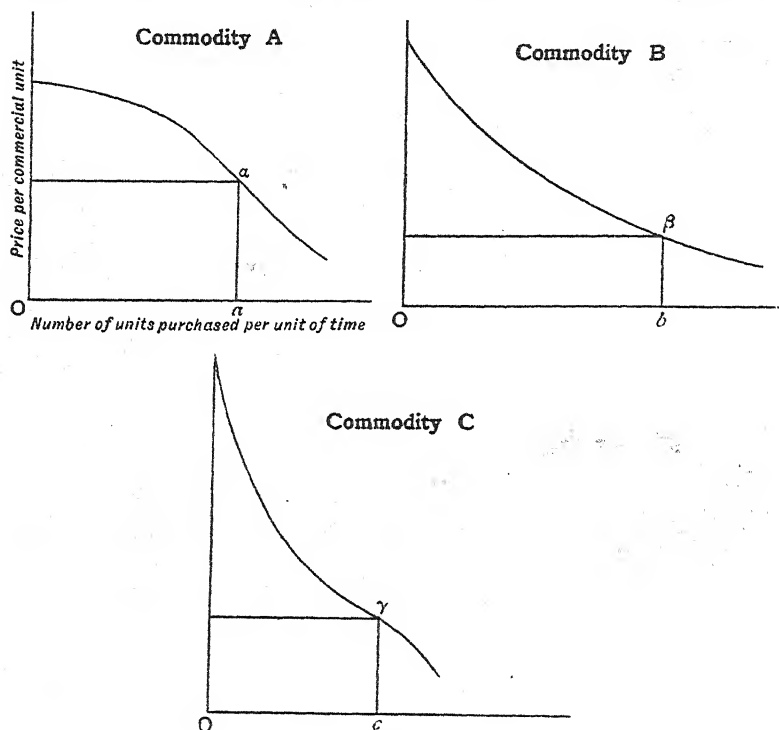 Commodity A
Price per commercial unit
α
O
a
Number of units purchased per unit of time
Commodity B
β
O
b
Commodity C
γ
O
c